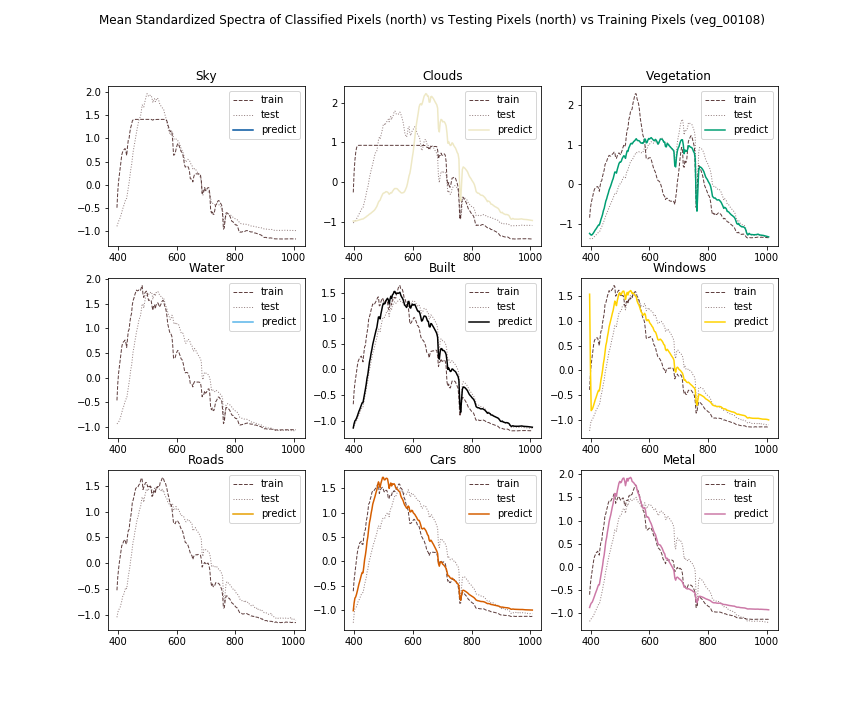 Mean Standardized Spectra of Classified Pixels (north) vs Testing Pixels (north) vs Training Pixels (veg_00108)
Sky
2.0
1.5
1.0
0.5
0.0
−0.5
−1.0
400
600
800
1000
train
test
predict
Clouds
2
1
0
−1
400
600
800
1000
train
test
predict
Vegetation
2
1
0
−1
400
600
800
1000
train
test
predict
Water
2.0
1.5
1.0
0.5
0.0
−0.5
−1.0
400
600
800
1000
train
test
predict
Built
1.5
1.0
0.5
0.0
−0.5
−1.0
400
600
800
1000
train
test
predict
Windows
1.5
1.0
0.5
0.0
−0.5
−1.0
400
600
800
1000
train
test
predict
Roads
1.5
1.0
0.5
0.0
−0.5
−1.0
400
600
800
1000
train
test
predict
Cars
1.5
1.0
0.5
0.0
−0.5
−1.0
400
600
800
1000
train
test
predict
Metal
2.0
1.5
1.0
0.5
0.0
−0.5
−1.0
400
600
800
1000
train
test
predict